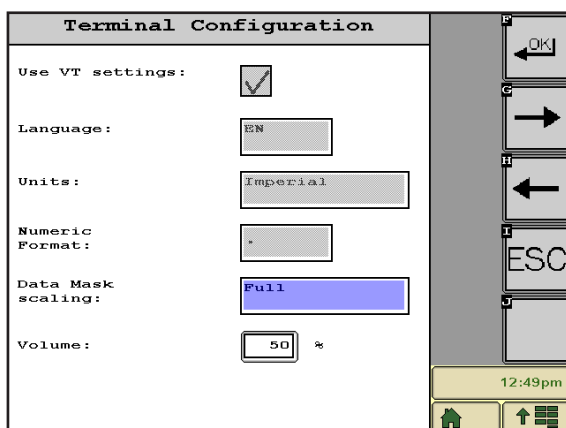 Terminal Configuration
Use VT settings:
Language:
EN
Units:
Imperial
Numeric
Format:
.
Data Mask
scaling:
Full
Volume:
50 %
F
OK
G
H
I
ESC
J
12:49pm